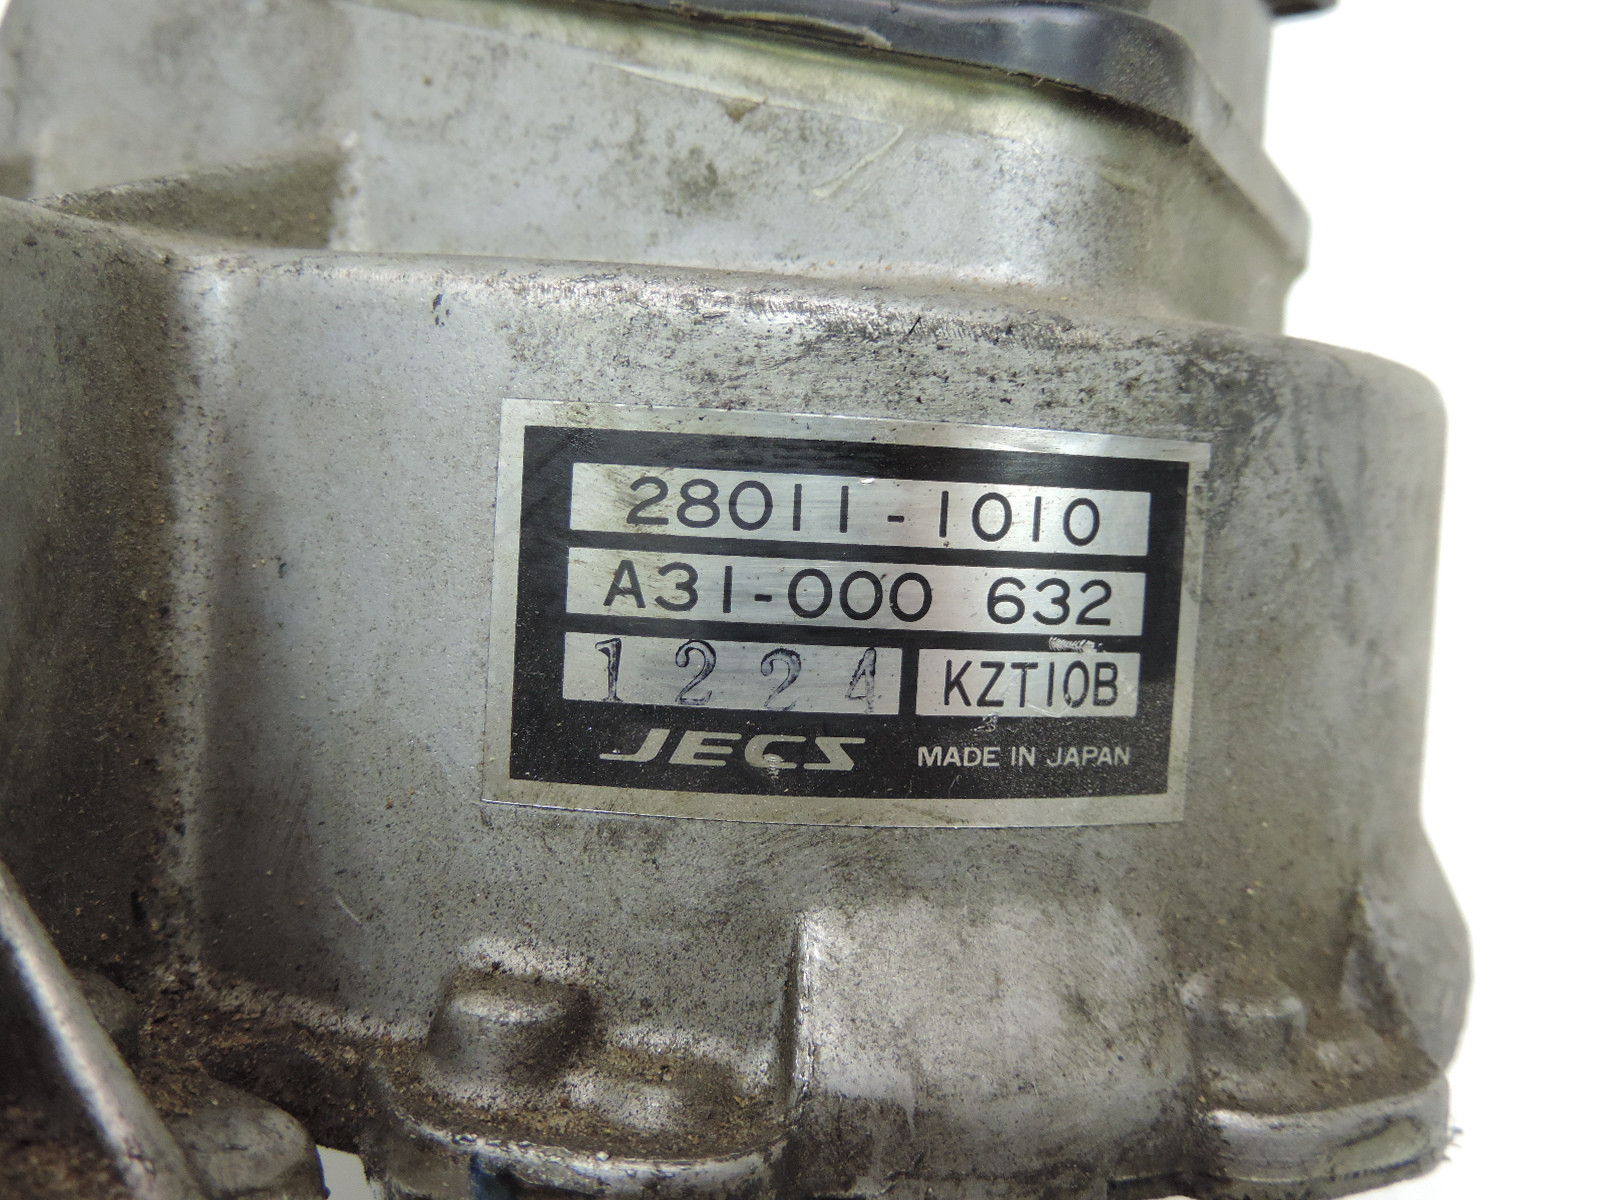 28011-1010
A31-000 632
1224 KZT10B
JECS MADE IN JAPAN